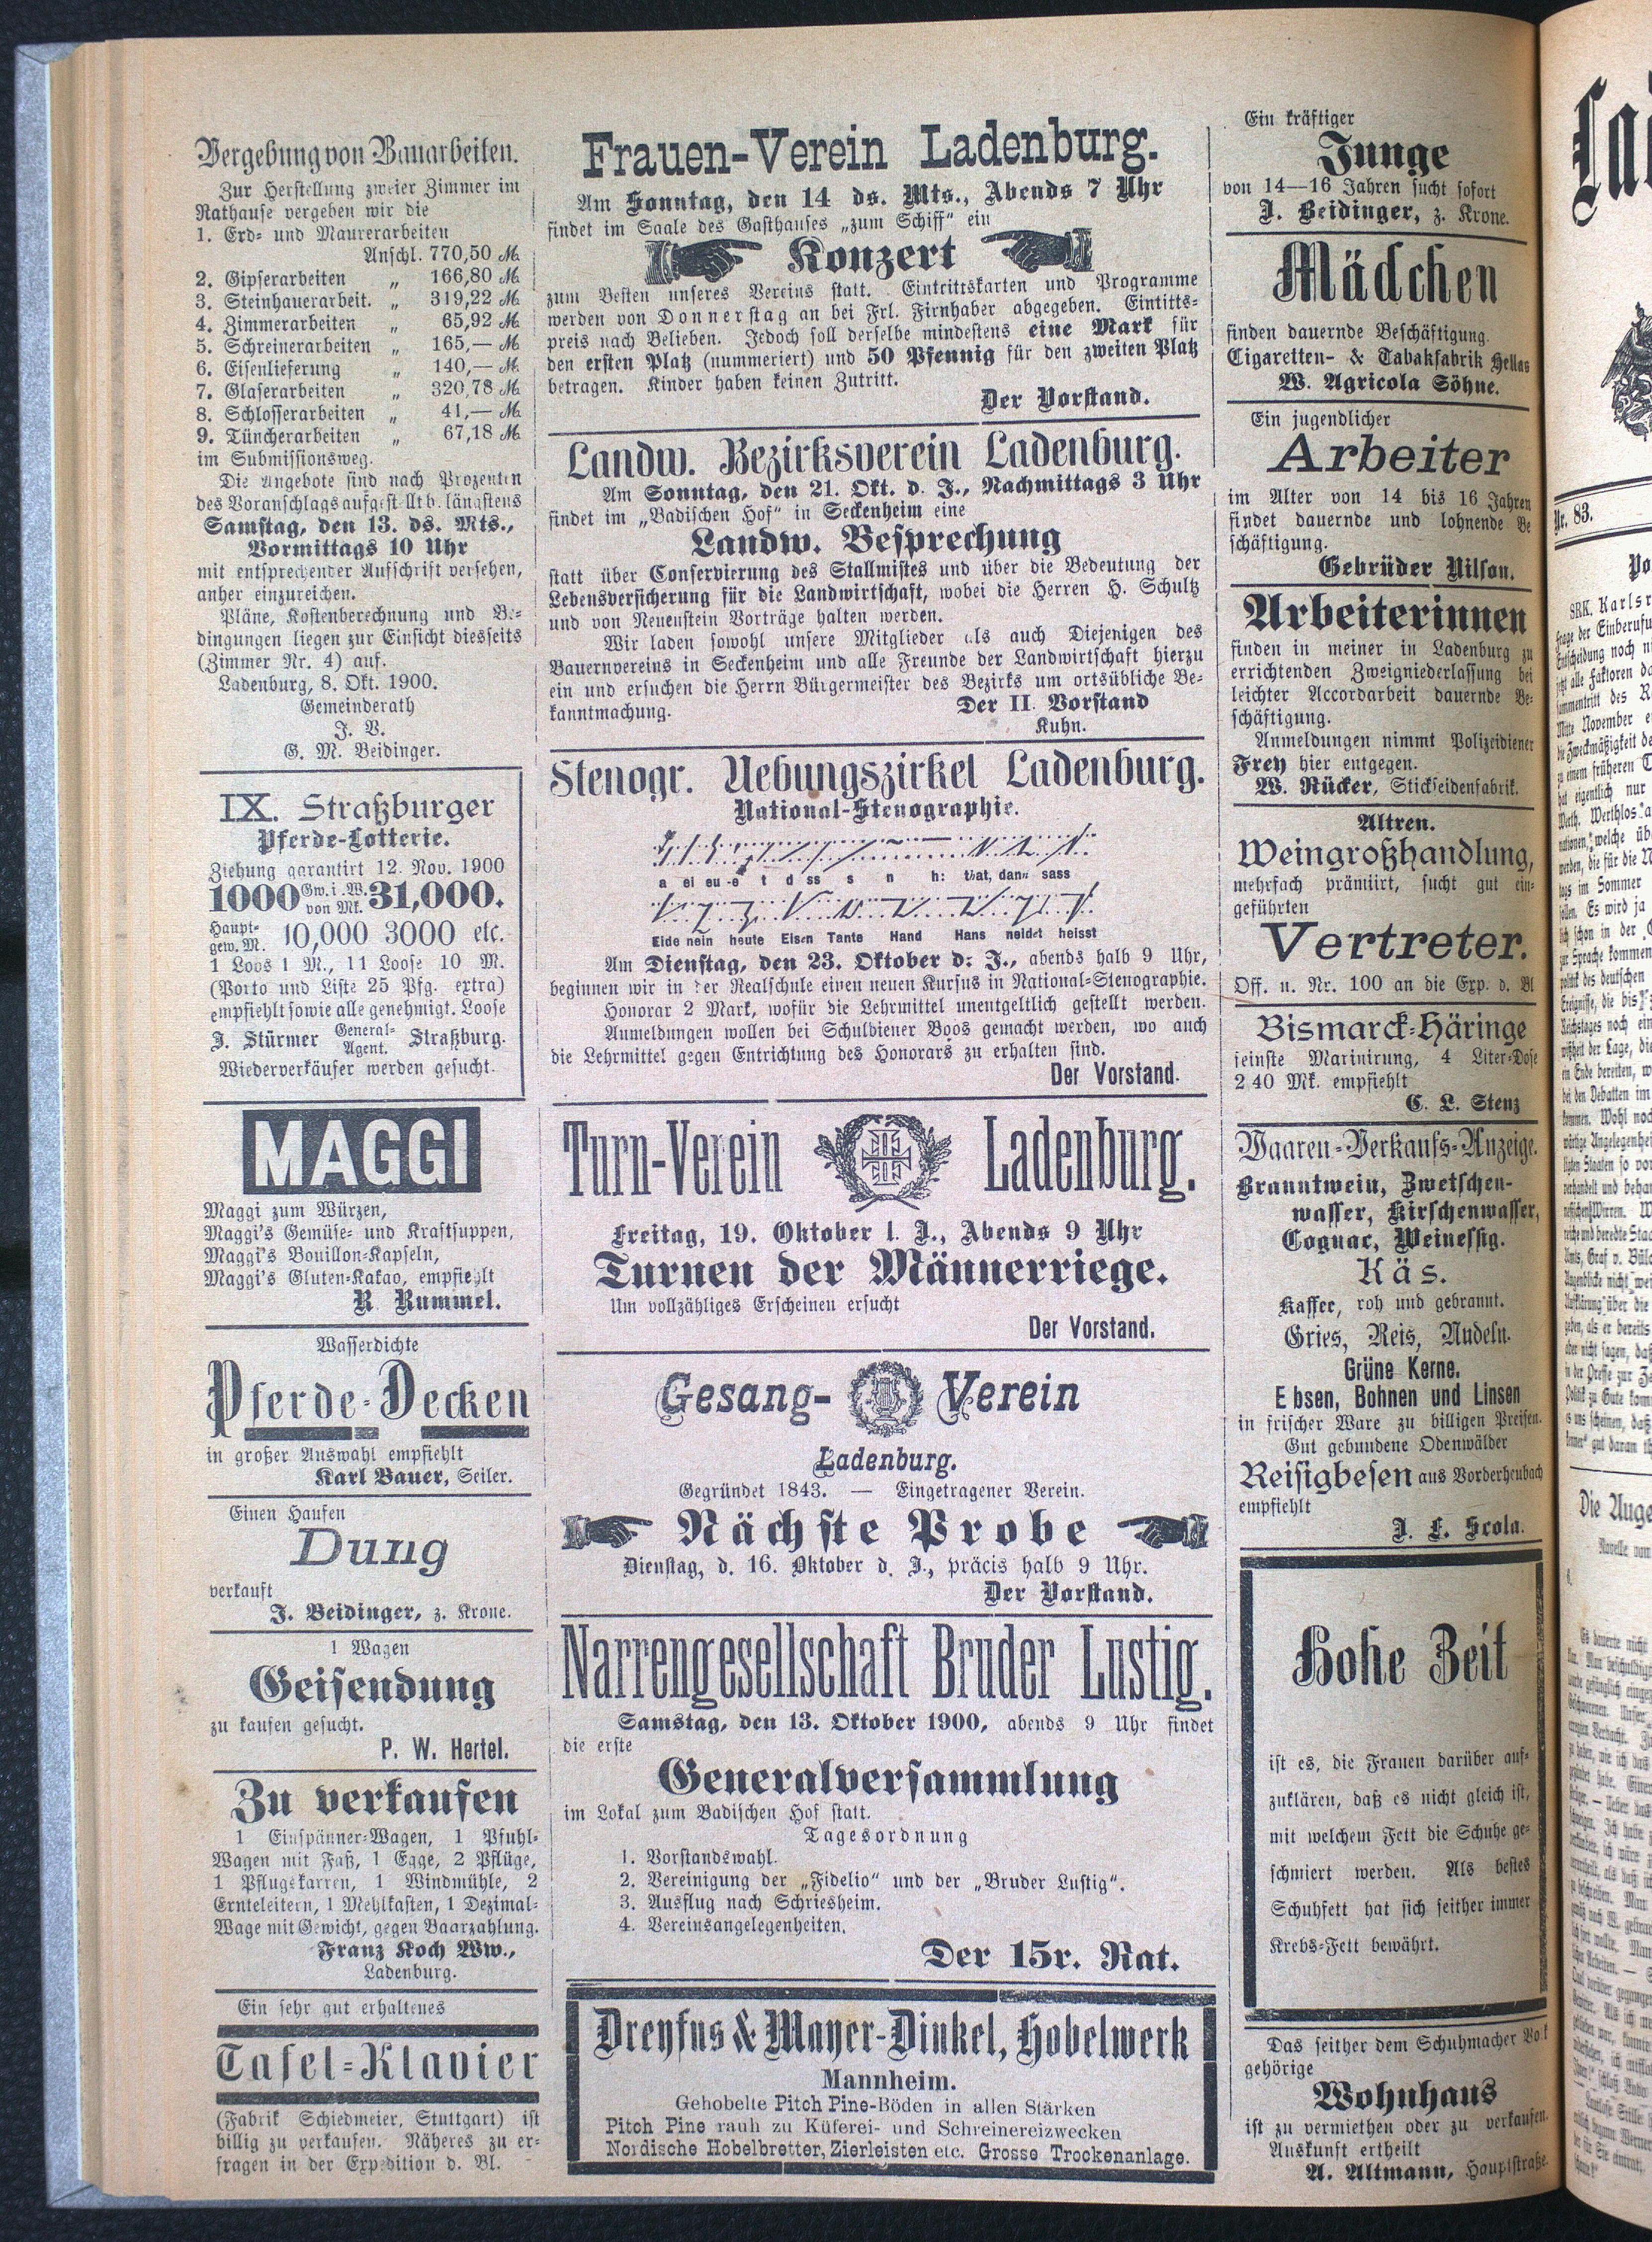 Vergebung von Bauarbeiten.
Zur Herstellung zweier Zimmer im
Rathause vergeben wir die
1. Erd- und Maurerarbeiten
Anschl. 770,50 M.
2. Gipserarbeiten „ 166,80 M.
3. Steinhauerarbeit. „ 319,22 M.
4. Zimmerarbeiten „ 65,92 M.
5. Schreinerarbeiten „ 165,— M.
6. Eisenlieferung „ 140,— M.
7. Glaserarbeiten „ 320,78 M.
8. Schlosserarbeiten „ 41,— M.
9. Tüncherarbeiten „ 67,18 M.
im Submissionsweg.
Die Angebote sind nach Prozenten
des Voranschlags aufgestellt b. längstens
Samstag, den 13. ds. Mts.,
Vormittags 10 Uhr
mit entsprechender Aufschrift versehen,
anher einzureichen.
Pläne, Kostenberechnung und Be-
dingungen liegen zur Einsicht diesseits
(Zimmer Nr. 4) auf.
Ladenburg, 8. Okt. 1900.
Gemeinderath
J. V.
G. M. Beidinger.
IX. Straßburger
Pferde-Lotterie.
Ziehung garantirt 12. Nov. 1900
1000 Gw. i. W. von Mk. 31,000.
Haupt-gew. M. 10,000 3000 etc.
1 Loos 1 M., 11 Loose 10 M.
(Porto und Liste 25 Pfg. extra)
empfiehlt sowie alle genehmigt. Loose
J. Stürmer General-Agent. Straßburg.
Wiederverkäufer werden gesucht.
MAGGI
Maggi zum Würzen,
Maggi's Gemüse- und Kraftsuppen,
Maggi's Bouillon-Kapseln,
Maggi's Gluten-Kakao, empfiehlt
R. Rummel.
Wasserdichte
Pferde-Decken
in großer Auswahl empfiehlt
Karl Bauer, Seiler.
Einen Haufen
Dung
verkauft
J. Beidinger, z. Krone.
1 Wagen
Geisendung
zu kaufen gesucht.
P. W. Hertel.
Zu verkaufen
1 Einspänner-Wagen, 1 Pfuhl-
Wagen mit Faß, 1 Egge, 2 Pflüge,
1 Pflugskarren, 1 Windmühle, 2
Ernteleitern, 1 Mehlkasten, 1 Dezimal-
Wage mit Gewicht, gegen Baarzahlung.
Franz Koch Ww.,
Ladenburg.
Ein sehr gut erhaltenes
Tafel-Klavier
(Fabrik Schiedmeier, Stuttgart) ist
billig zu verkaufen. Näheres zu er-
fragen in der Expedition d. Bl.
Frauen-Verein Ladenburg.
Am Sonntag, den 14 ds. Mts., Abends 7 Uhr
findet im Saale des Gasthauses „zum Schiff“ ein
Konzert
zum Besten unseres Vereins statt. Eintrittskarten und Programme
werden von Donnerstag an bei Frl. Firnhaber abgegeben. Eintitts-
preis nach Belieben. Jedoch soll derselbe mindestens eine Mark für
den ersten Platz (nummeriert) und 50 Pfennig für den zweiten Platz
betragen. Kinder haben keinen Zutritt.
Der Vorstand.
Landw. Bezirksverein Ladenburg.
Am Sonntag, den 21. Okt. d. J., Nachmittags 3 Uhr
findet im „Badischen Hof“ in Seckenheim eine
Landw. Besprechung
statt über Conservierung des Stallmistes und über die Bedeutung der
Lebensversicherung für die Landwirtschaft, wobei die Herren H. Schultz
und von Neuenstein Vorträge halten werden.
Wir laden sowohl unsere Mitglieder als auch Diejenigen des
Bauernvereins in Seckenheim und alle Freunde der Landwirtschaft hierzu
ein und ersuchen die Herrn Bürgermeister des Bezirks um ortsübliche Be-
kanntmachung.
Der II. Vorstand
Kuhn.
Stenogr. Uebungszirkel Ladenburg.
National-Stenographie.
a ei eu -e t d ss s n h: that, dann sass
Eide nein heute Eisen Tante Hand Hans neidet heisst
Am Dienstag, den 23. Oktober d. J., abends halb 9 Uhr,
beginnen wir in der Realschule einen neuen Kursus in National-Stenographie.
Honorar 2 Mark, wofür die Lehrmittel unentgeltlich gestellt werden.
Anmeldungen wollen bei Schuldiener Boos gemacht werden, wo auch
die Lehrmittel gegen Entrichtung des Honorars zu erhalten sind.
Der Vorstand.
Turn-Verein Ladenburg.
Freitag, 19. Oktober l. J., Abends 9 Uhr
Turnen der Männerriege.
Um vollzähliges Erscheinen ersucht
Der Vorstand.
Gesang-Verein
Ladenburg.
Gegründet 1843. — Eingetragener Verein.
Nächste Probe
Dienstag, d. 16. Oktober d. J., präcis halb 9 Uhr.
Der Vorstand.
Narrengesellschaft Bruder Lustig.
Samstag, den 13. Oktober 1900, abends 9 Uhr findet
die erste
Generalversammlung
im Lokal zum Badischen Hof statt.
Tagesordnung
1. Vorstandswahl.
2. Vereinigung der „Fidelio“ und der „Bruder Lustig“.
3. Ausflug nach Schriesheim.
4. Vereinsangelegenheiten.
Der 15r. Rat.
Dreyfus & Mayer-Dinkel, Hobelwerk
Mannheim.
Gehobelte Pitch Pine-Böden in allen Stärken
Pitch Pine rauh zu Küferei- und Schreinereizwecken
Nordische Hobelbretter, Zierleisten etc. Grosse Trockenanlage.
Ein kräftiger
Junge
von 14—16 Jahren sucht sofort
J. Beidinger, z. Krone.
Mädchen
finden dauernde Beschäftigung.
Cigaretten- & Tabakfabrik Hellas
W. Agricola Söhne.
Ein jugendlicher
Arbeiter
im Alter von 14 bis 16 Jahren
findet dauernde und lohnende Be
schäftigung.
Gebrüder Nilson.
Arbeiterinnen
finden in meiner in Ladenburg zu
errichtenden Zweigniederlassung bei
leichter Accordarbeit dauernde Be-
schäftigung.
Anmeldungen nimmt Polizeidiener
Frey hier entgegen.
W. Rücker, Stickseidenfabrik.
Altren.
Weingroßhandlung,
mehrfach prämiirt, sucht gut ein-
geführten
Vertreter.
Off. u. Nr. 100 an die Exp. d. Bl
Bismarck-Häringe
feinste Marinirung, 4 Liter-Dose
2 40 Mk. empfiehlt
C. L. Stenz
Waaren-Verkaufs-Anzeige.
Branntwein, Zwetschen-
wasser, Kirschenwasser,
Cognac, Weinessig.
Käs.
Kaffee, roh und gebrannt.
Gries, Reis, Nudeln.
Grüne Kerne.
E bsen, Bohnen und Linsen
in frischer Ware zu billigen Preisen.
Gut gebundene Odenwälder
Reisigbesen aus Vorderheubach
empfiehlt
J. F. Scola.
Hohe Zeit
ist es, die Frauen darüber auf-
zuklären, daß es nicht gleich ist,
mit welchem Fett die Schuhe ge-
schmiert werden. Als bestes
Schuhfett hat sich seither immer
Krebs-Fett bewährt.
Das seither dem Schuhmacher
gehörige
Wohnhaus
ist zu vermiethen oder zu verkaufen.
Auskunft ertheilt
A. Altmann, Hauptstraße.
Nr. 83.